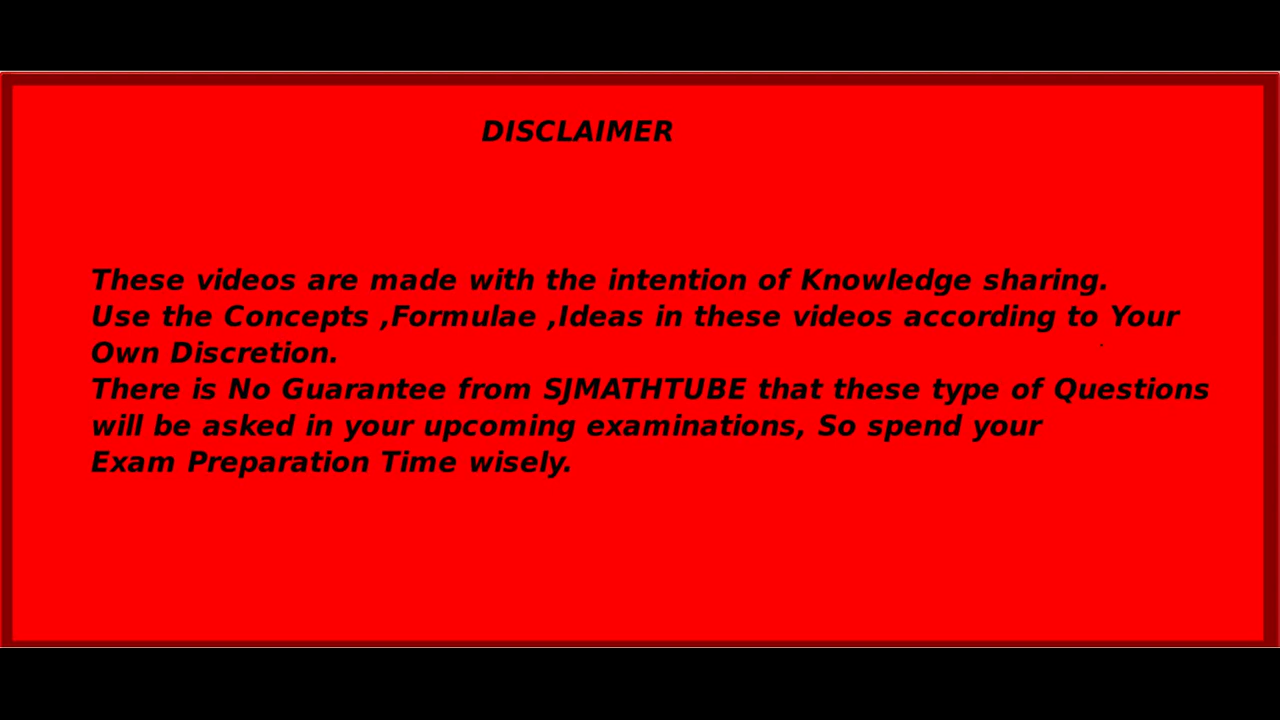 DISCLAIMER
These videos are made with the intention of Knowledge sharing.
Use the Concepts ,Formulae ,Ideas in these videos according to Your
Own Discretion.
There is No Guarantee from SJMATHTUBE that these type of Questions
will be asked in your upcoming examinations, So spend your
Exam Preparation Time wisely.